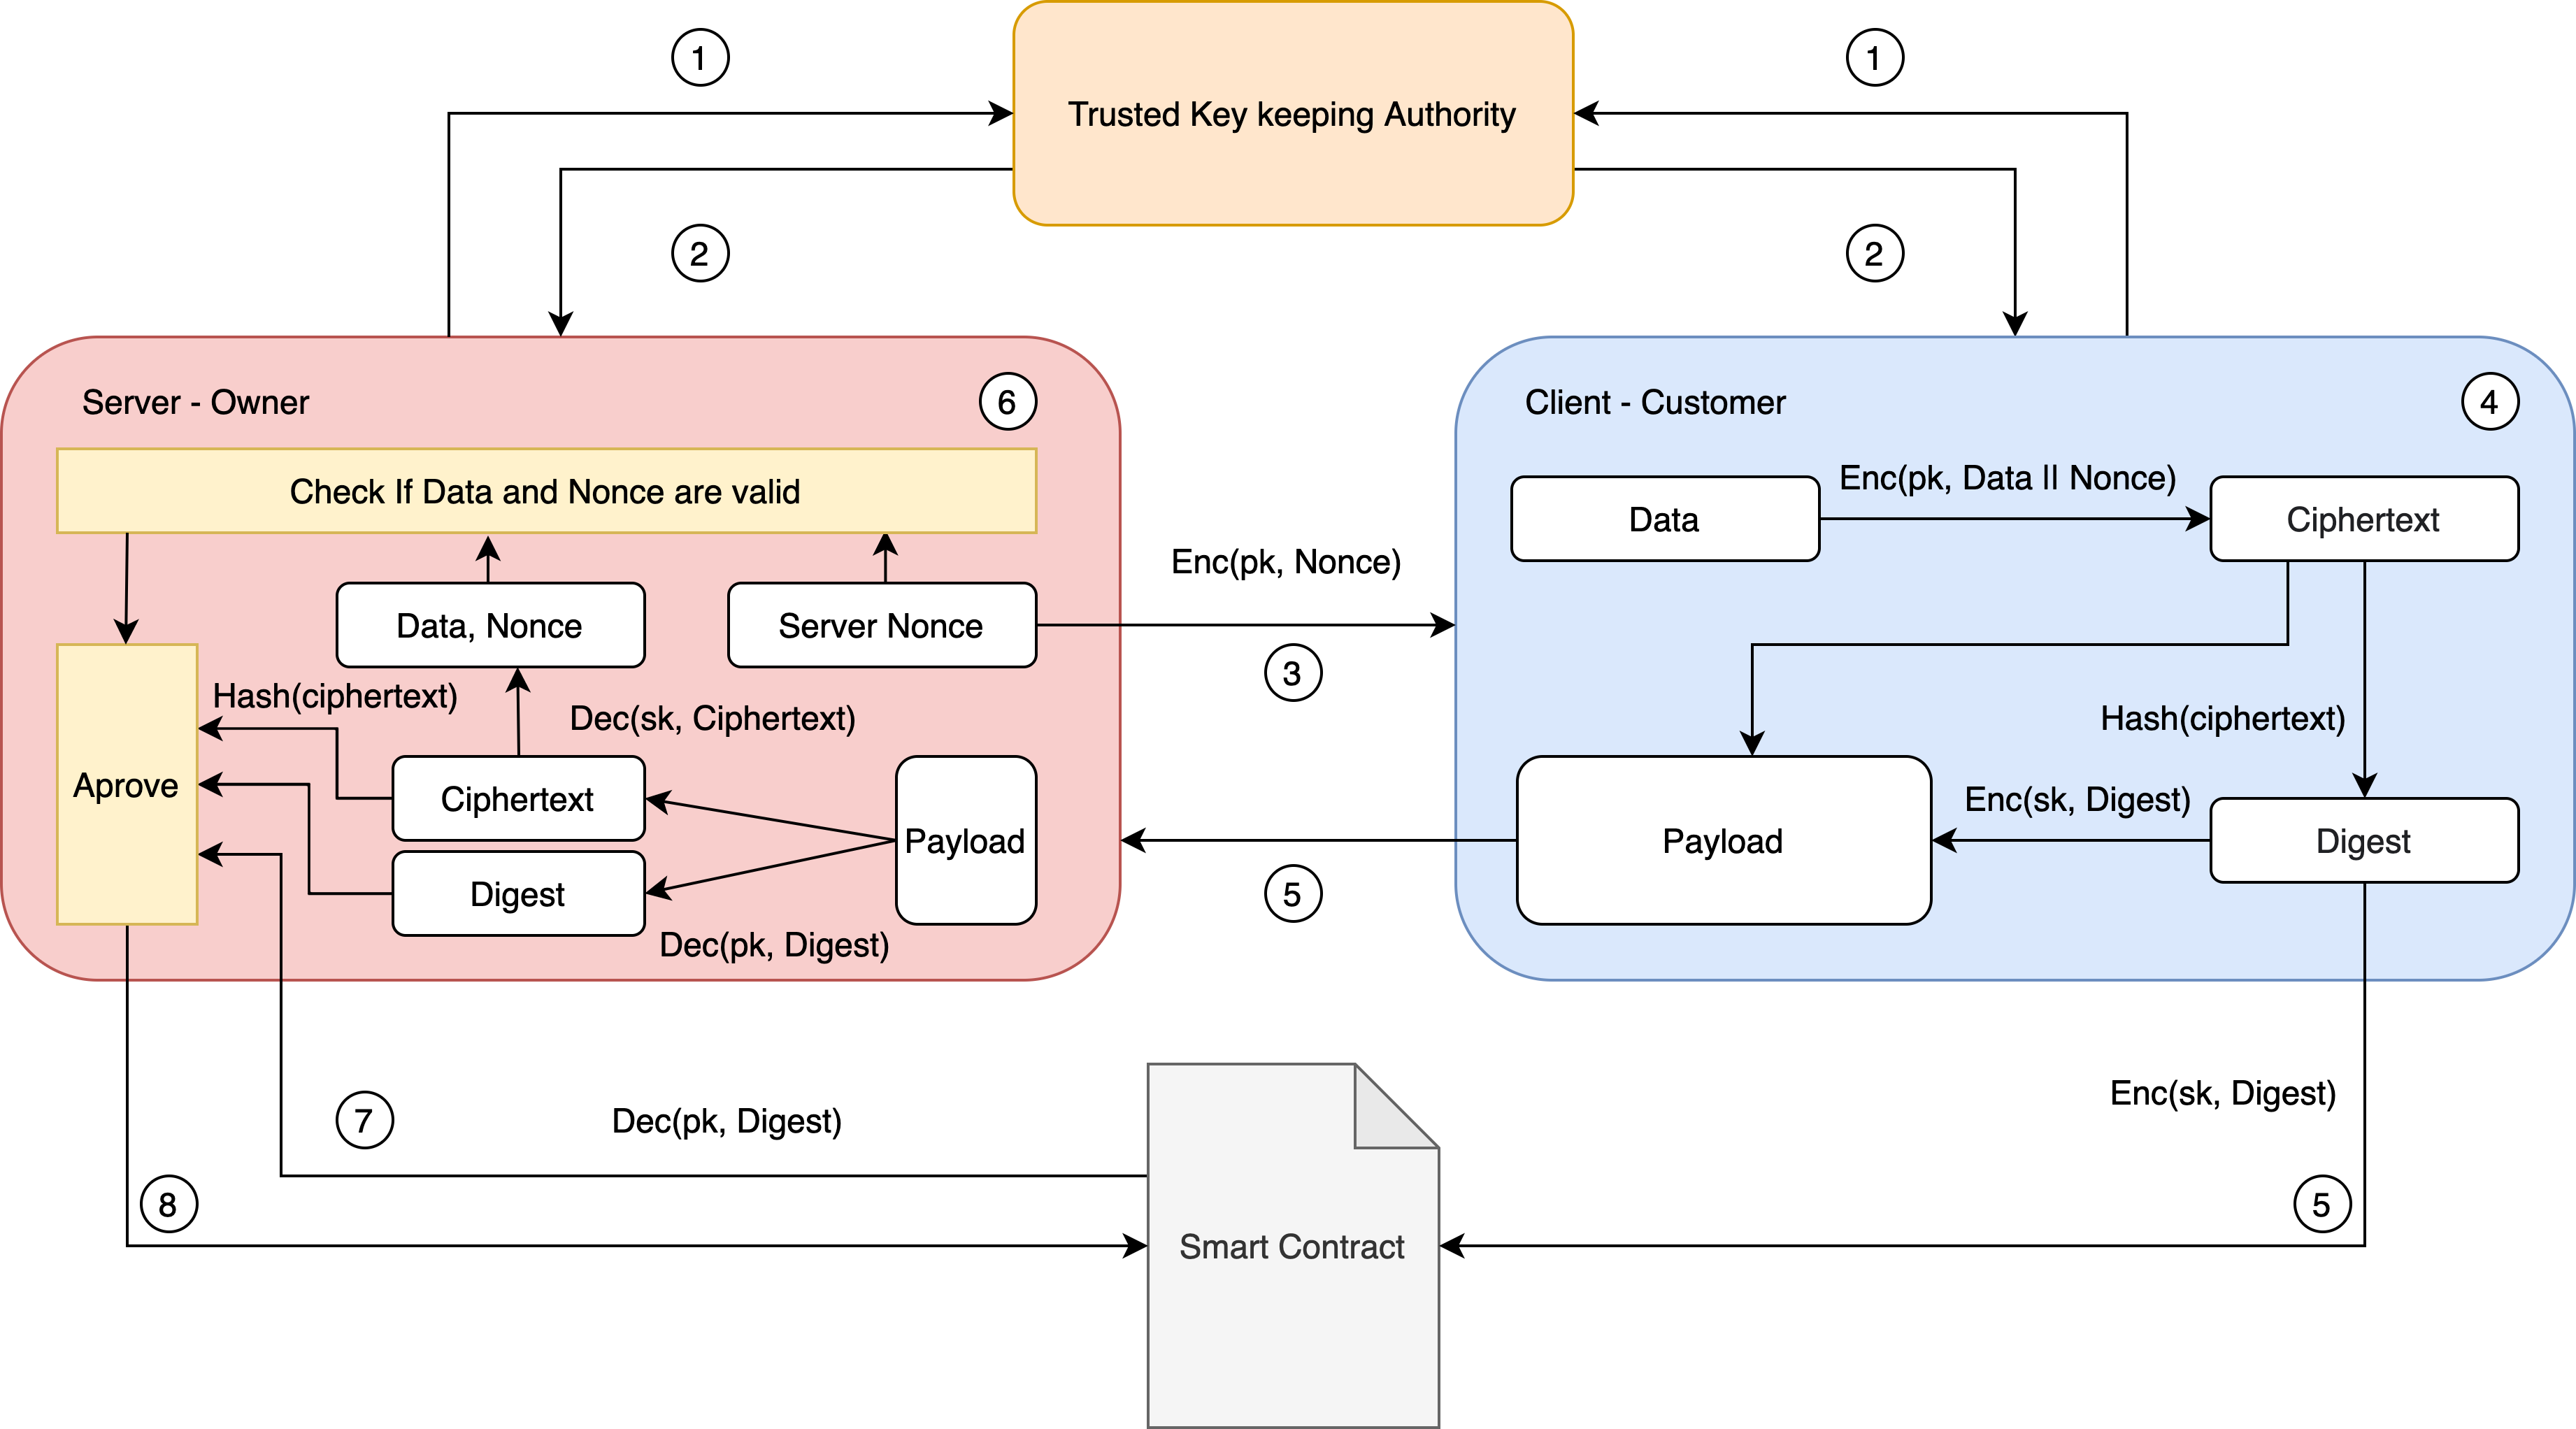 1
1
Trusted Key keeping Authority
2
2
Server - Owner
6
Client - Customer
4
Check If Data and Nonce are valid
Enc(pk, Data || Nonce)
Data
Ciphertext
Enc(pk, Nonce)
Data, Nonce
Server Nonce
3
Hash(ciphertext)
Dec(sk, Ciphertext)
Hash(ciphertext)
Aprove
Ciphertext
Payload
Payload
Enc(sk, Digest)
Digest
Digest
5
Dec(pk, Digest)
Enc(sk, Digest)
7
Dec(pk, Digest)
8
5
Smart Contract